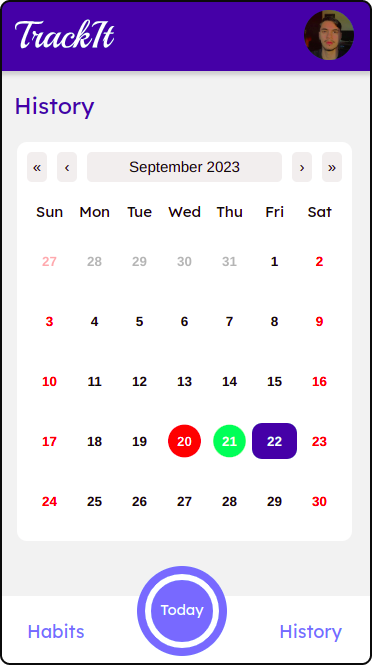 TrackIt
History
« ‹ September 2023 › »
Sun Mon Tue Wed Thu Fri Sat
27 28 29 30 31 1 2
3 4 5 6 7 8 9
10 11 12 13 14 15 16
17 18 19 20 21 22 23
24 25 26 27 28 29 30
Habits Today History